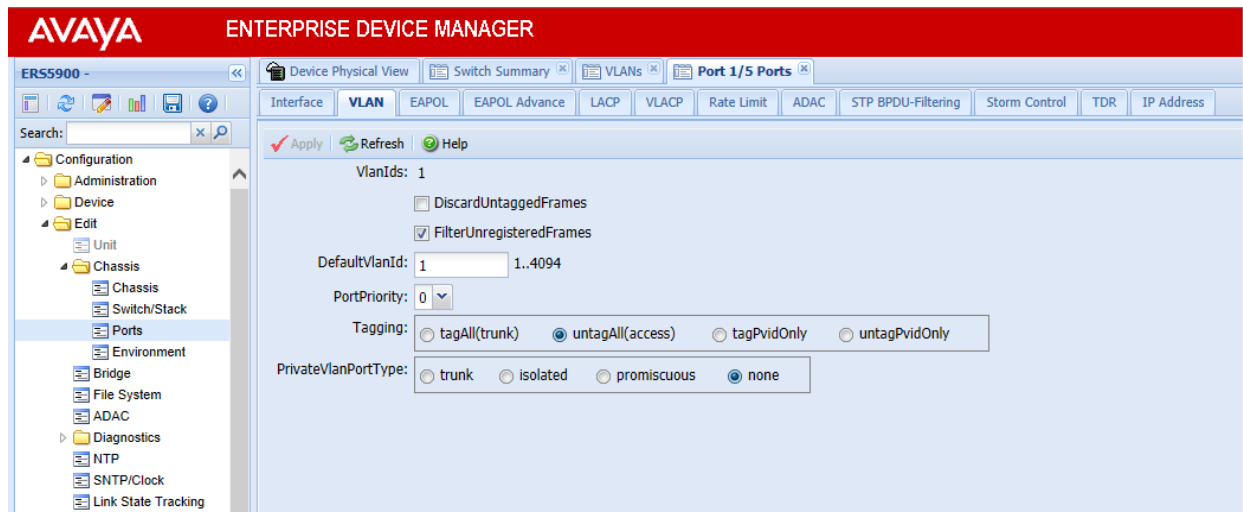 AVAYA ENTERPRISE DEVICE MANAGER
ERS5900 -
Device Physical View Switch Summary VLANs Port 1/5 Ports
Interface VLAN EAPOL EAPOL Advance LACP VLACP Rate Limit ADAC STP BPDU-Filtering Storm Control TDR IP Address
Search:
Apply Refresh Help
Configuration
Administration
Device
Edit
Unit
Chassis
Chassis
Switch/Stack
Ports
Environment
Bridge
File System
ADAC
Diagnostics
NTP
SNTP/Clock
Link State Tracking
VlanIds: 1
DiscardUntaggedFrames
FilterUnregisteredFrames
DefaultVlanId: 1 1..4094
PortPriority: 0
Tagging: tagAll(trunk) untagAll(access) tagPvidOnly untagPvidOnly
PrivateVlanPortType: trunk isolated promiscuous none